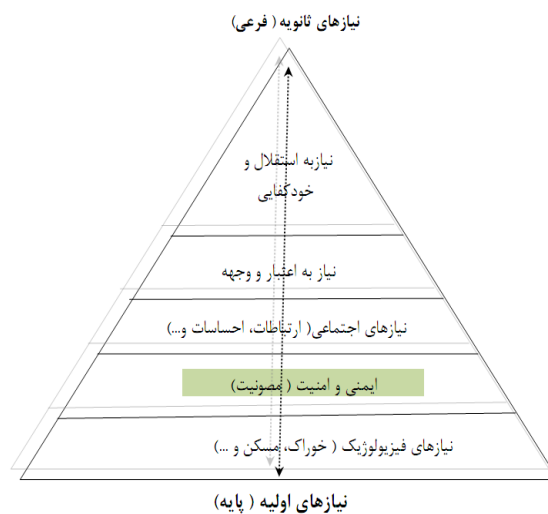 نیازهای ثانویه ( فرعی)
نیازبه استقلال و
خودکفایی
نیاز به اعتبار و وجهه
نیازهای اجتماعی( ارتباطات، احساسات و...)
ایمنی و امنیت ( مصونیت)
نیازهای فیزیولوژیک ( خوراک، مسکن و ...)
نیازهای اولیه ( پایه)